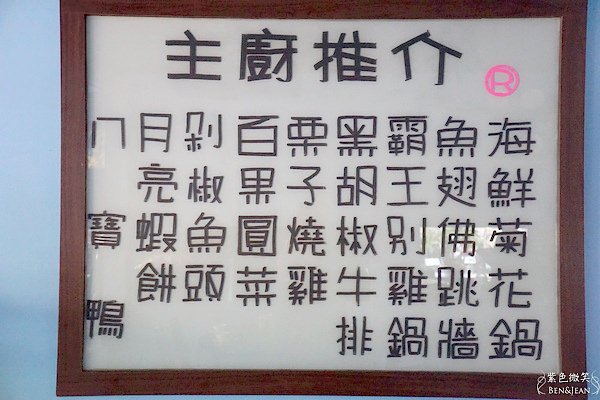 主廚推介
R
海鮮菊花鍋
魚翅佛跳牆
霸王別雞鍋
黑胡椒牛排
栗子燒雞
百果圓菜
剁椒魚頭
月亮蝦餅
八寶鴨
紫色微笑
BEN&JEAN